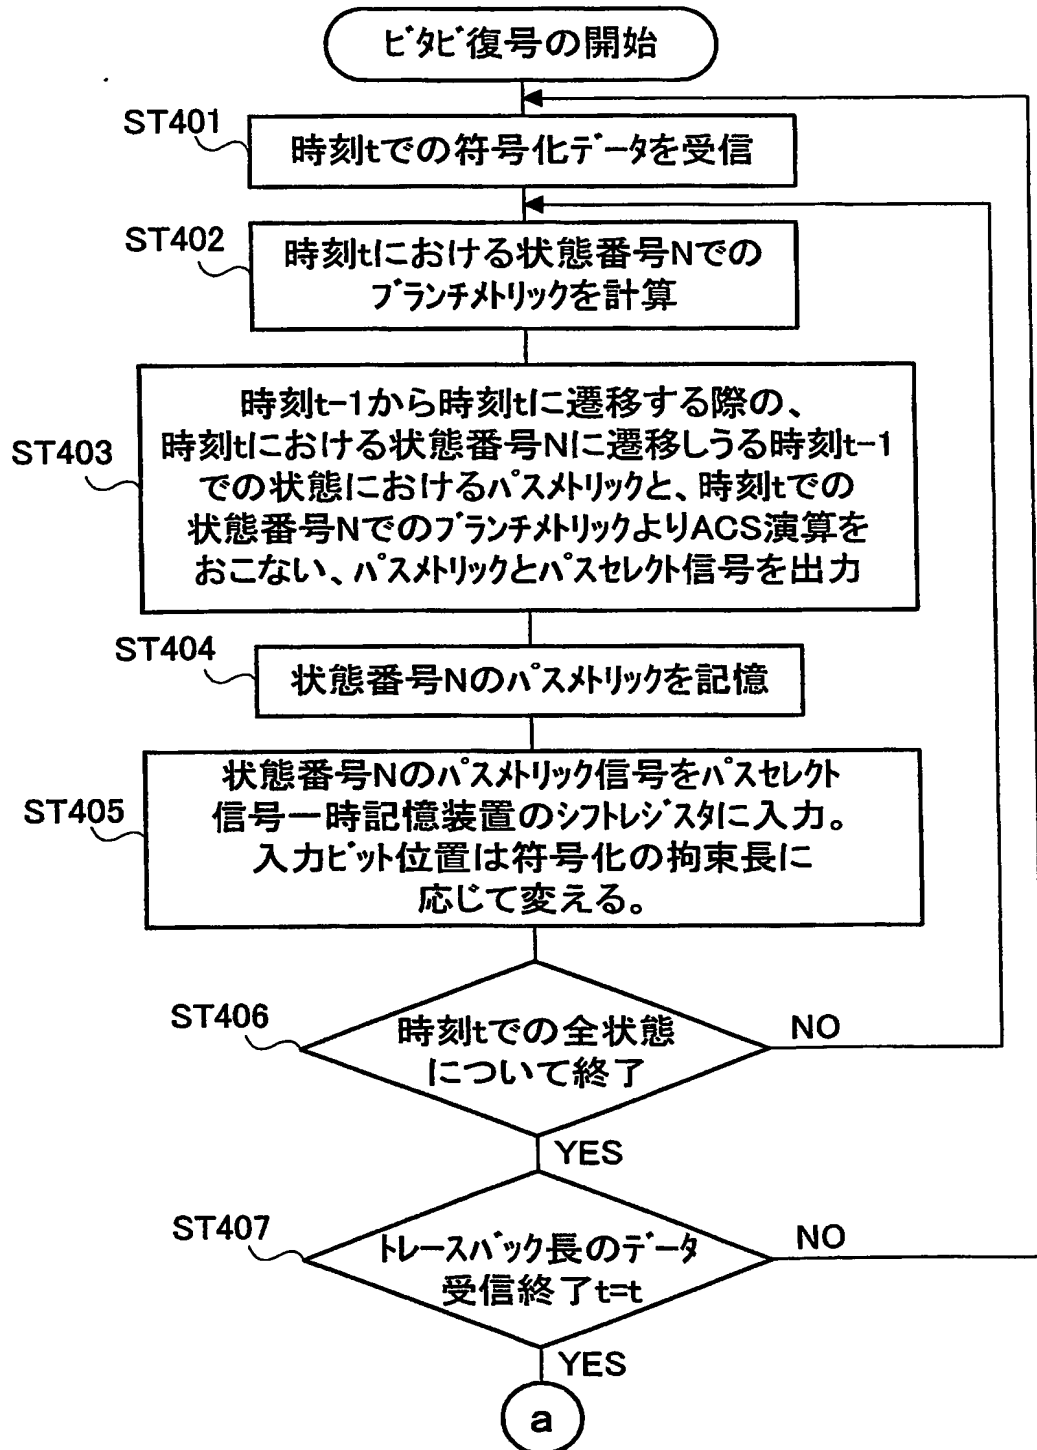 ビタビ復号の開始
ST401
時刻tでの符号化データを受信
ST402
時刻tにおける状態番号Nでの
ブランチメトリックを計算
ST403
時刻t-1から時刻tに遷移する際の、
時刻tにおける状態番号Nに遷移しうる時刻t-1
での状態におけるパスメトリックと、時刻tでの
状態番号NでのブランチメトリックよりACS演算を
おこない、パスメトリックとパスセレクト信号を出力
ST404
状態番号Nのパスメトリックを記憶
ST405
状態番号Nのパスメトリック信号をパスセレクト
信号一時記憶装置のシフトレジスタに入力。
入力ビット位置は符号化の拘束長に
応じて変える。
ST406
時刻tでの全状態
について終了
NO
YES
ST407
トレースバック長のデータ
受信終了t=t
NO
YES
a